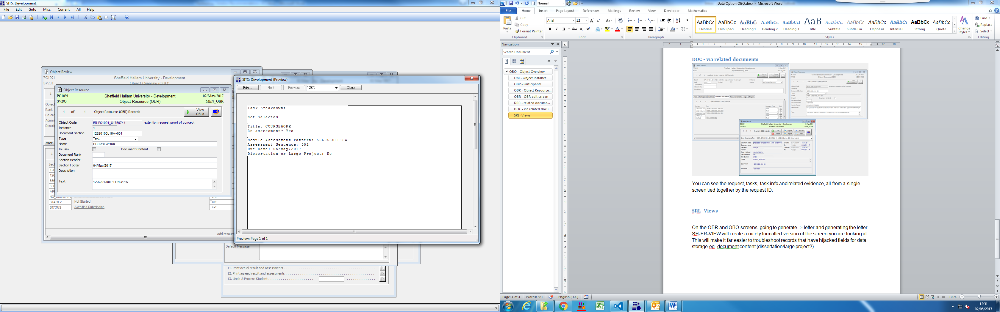 SITS: Development
File Edit Goto Misc Current All Help
Object Review
PC1091 Sheffield Hallam University - Development
SV203 Object Overview (OBO)
1
Object
Rank
Co-ord
Admini
Descrip
More
1
Sect
126
126
556
556
APP
STAGE2 Not Started Text
STATUS Awaiting Submission Text
Add resour
Object Resource
PC1091 Sheffield Hallam University - Development 02/May/2017
SV203 Object Resource (OBR) MEN_OBR
1 of 1 Object Resource (OBR) Records View OBLs UDF
Object Code ER-PC1091_81750744 extention request proof of concept
Instance 1
Document Section 12620100L16A~001
Type Text
Name COURSEWORK
In use? Document Content
Document Rank
Section Header
Section Footer 04/May/2017
Description
Text 12-6201-00L~LONG1~A
SITS: Development (Preview)
Print... Next Previous 128% Close
Task Breakdown:
Not Selected
Title: COURSEWORK
Re-assessment? Yes
Module Assessment Pattern: 55695500L16A
Assessment Sequence: 002
Due Date: 05/May/2017
Dissertation or Large Project: No
Preview: Page 1 of 1
Default Message
11. Print actual result and assessments
12. Print agreed result and assessments
13. Undo & Process Student
Data Option OBO.docx - Microsoft Word
Normal
File Home Insert Page Layout References Mailings Review View Developer Mathematics
Paste
Cut
Copy
Format Painter
Clipboard
Arial 12
Font
Paragraph
AaBbCc AaBbCc AaBbC AaBbCc AaBbCcI AaB AaBbCc. AaBbCc AaBbCc AaBbCc AaBbCc AaBbCc
¶ Normal ¶ No Spaci... Heading 1 Heading 2 Heading 3 Title Subtitle Subtle Em... Emphasis Intense E... Strong Quote
Styles
Change Styles
Find
Replace
Select
Editing
Navigation
Search Document
OBO - Object Overview
OBI - Object Instance
OBP - Participants
OBR - Object Resource...
OBR - OBR edit screen
DRR - related docume...
DOC - via related docu...
SRL -Views
DOC - via related documents
You can see the request, tasks, task info and related evidence, all from a single
screen tied together by the request ID.
SRL -Views
On the OBR and OBO screens, going to generate -> letter and generating the letter
SH-ER-VIEW will create a nicely formatted version of the screen you are looking at.
This will make it far easier to troubleshoot records that have hijacked fields for data
storage eg. document content (dissertation/large project?)
Page: 4 of 4 Words: 381 English (U.K.) 100%
12:31
02/05/2017